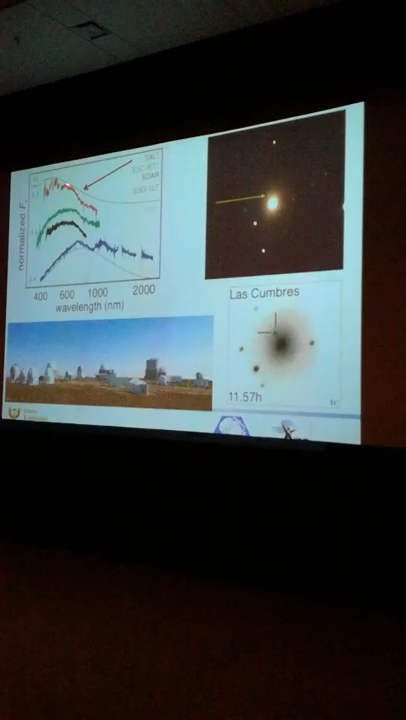 SALT
ESO-NTT
SOAR
ESO-VLT
normalized F
400 600 1000 2000
wavelength (nm)
Las Cumbres
11.57h